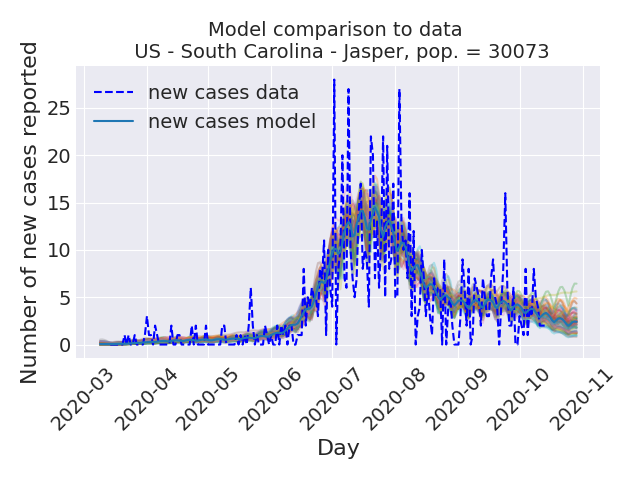 Model comparison to data
US - South Carolina - Jasper, pop. = 30073
new cases data
new cases model
Number of new cases reported
25
20
15
10
5
0
2020-03
2020-04
2020-05
2020-06
2020-07
2020-08
2020-09
2020-10
2020-11
Day